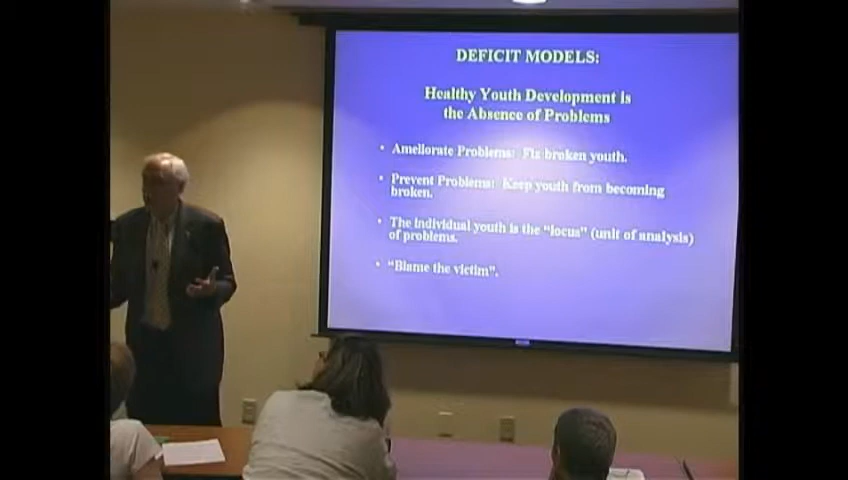 DEFICIT MODELS:
Healthy Youth Development is
the Absence of Problems
• Ameliorate Problems: Fix broken youth.
• Prevent Problems: Keep youth from becoming
broken.
• The individual youth is the "locus" (unit of analysis)
of problems.
• "Blame the victim".